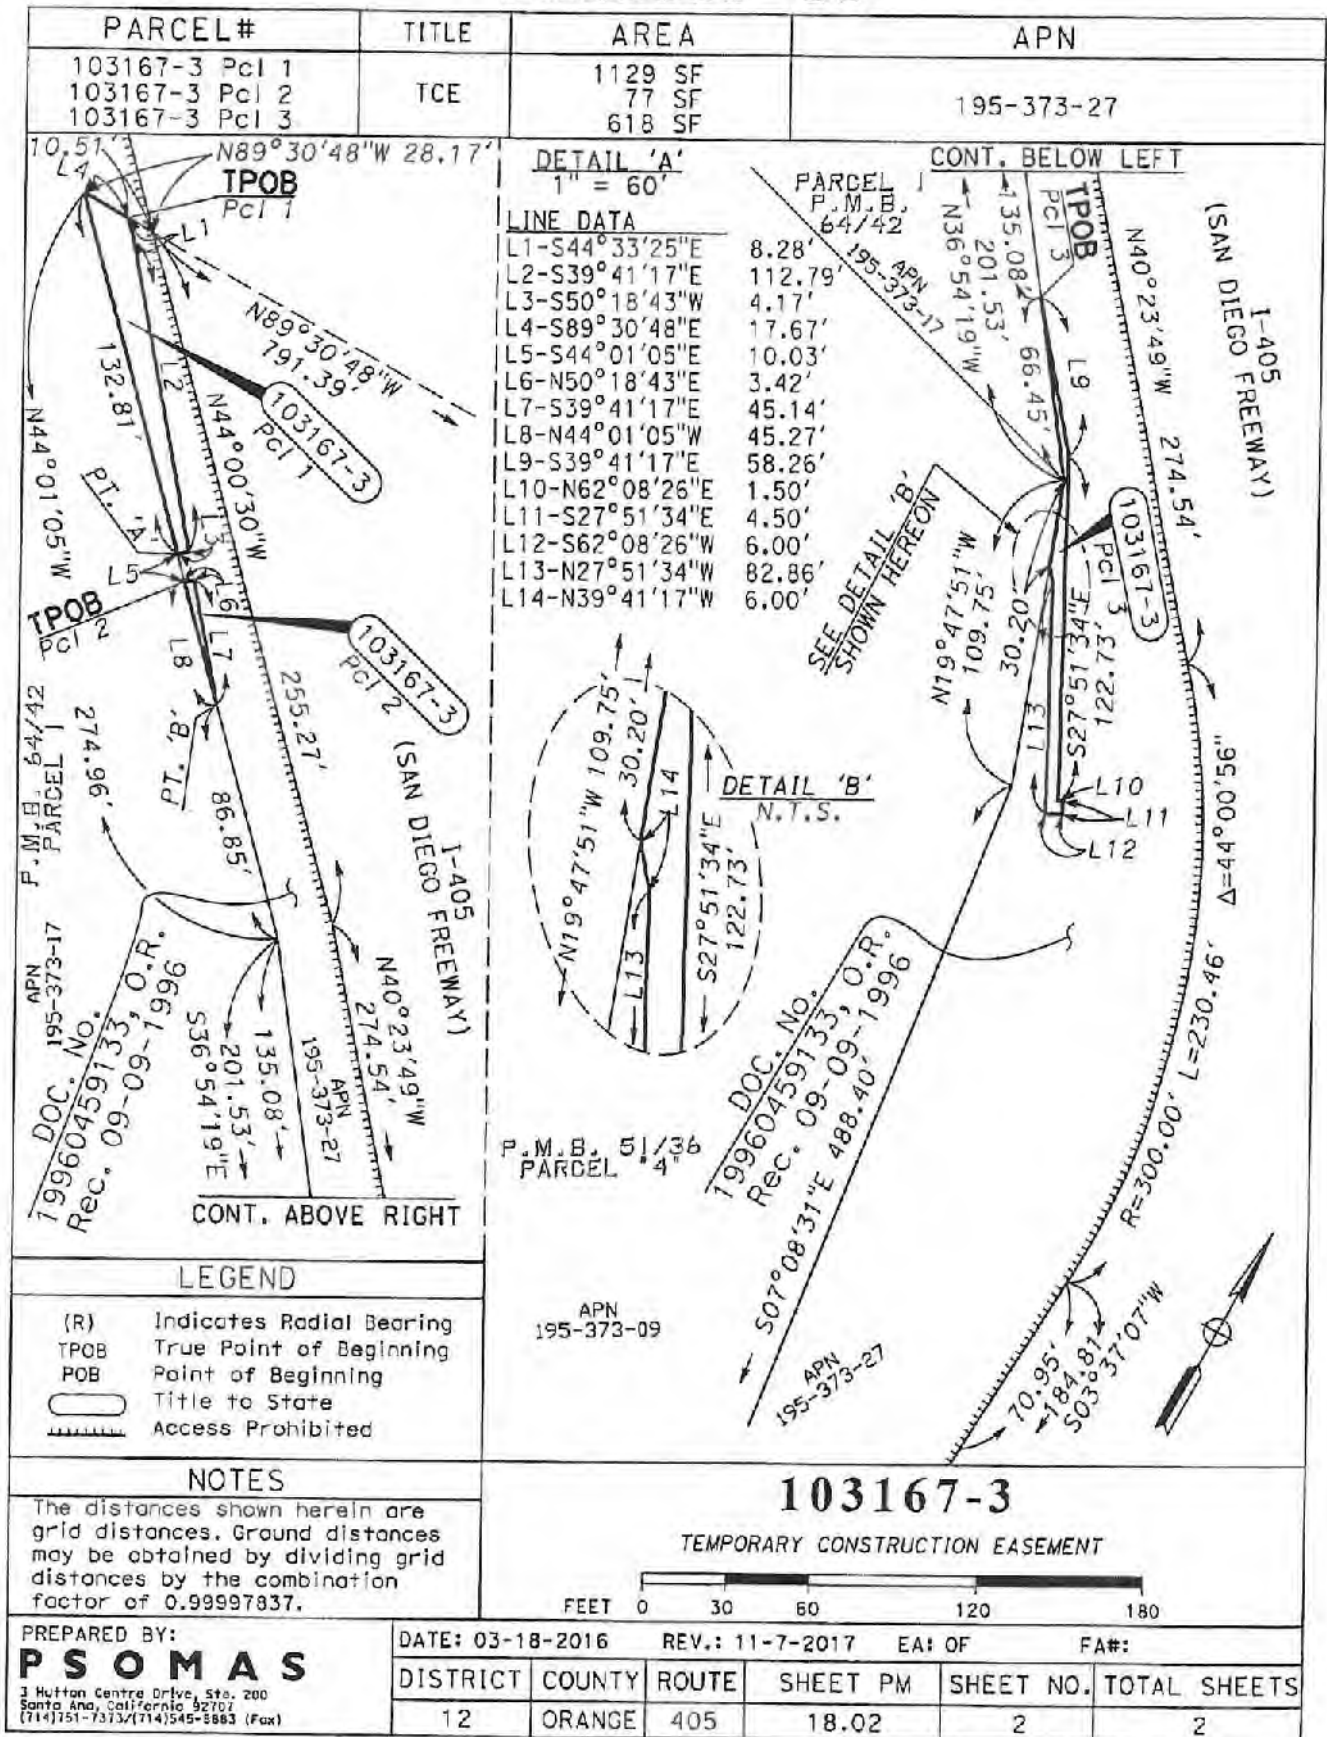 PARCEL# TITLE AREA APN
103167-3 Pcl 1 1129 SF
103167-3 Pcl 2 TCE 77 SF 195-373-27
103167-3 Pcl 3 618 SF
10.51'
L4
N89°30'48"W 28.17'
TPOB
Pcl 1
L1
N89°30'48"W
791.39'
132.81'
L2
103167-3
Pcl 1
N44°01'05"W
N44°00'30"W
PT. 'A'
L3
L5
L6
TPOB
Pcl 2
L8
L7
103167-3
Pcl 2
255.27'
P.M.B. 64/42
PARCEL 1
274.96'
PT. 'B'
86.85'
(SAN DIEGO FREEWAY)
I-405
APN
195-373-17
DOC. No.
199604591​33, O.R.
Rec. 09-09-1996
S36°54'19"E
201.53'
135.08'
APN
195-373-27
N40°23'49"W
274.54'
CONT. ABOVE RIGHT
DETAIL 'A'
1" = 60'
LINE DATA
L1-S44°33'25"E 8.28'
L2-S39°41'17"E 112.79'
L3-S50°18'43"W 4.17'
L4-S89°30'48"E 17.67'
L5-S44°01'05"E 10.03'
L6-N50°18'43"E 3.42'
L7-S39°41'17"E 45.14'
L8-N44°01'05"W 45.27'
L9-S39°41'17"E 58.26'
L10-N62°08'26"E 1.50'
L11-S27°51'34"E 4.50'
L12-S62°08'26"W 6.00'
L13-N27°51'34"W 82.86'
L14-N39°41'17"W 6.00'
CONT. BELOW LEFT
PARCEL 1
P.M.B.
64/42
APN
195-373-17
N36°54'19"W
201.53'
135.08'
TPOB
Pcl 3
66.45'
L9
N40°23'49"W 274.54'
(SAN DIEGO FREEWAY)
I-405
SEE DETAIL 'B'
SHOWN HEREON
103167-3
Pcl 3
N19°47'51"W
109.75'
30.20'
L13
S27°51'34"E
122.73'
L10
L11
L12
Δ=44°00'56"
L=230.46'
R=300.00'
N19°47'51"W 109.75'
30.20'
L14
L13
S27°51'34"E
122.73'
DETAIL 'B'
N.T.S.
DOC. No.
19960459133, O.R.
Rec. 09-09-1996
P.M.B. 51/36
PARCEL "4"
S07°08'31"E 488.40'
APN
195-373-09
APN
195-373-27
70.95'
184.81'
S03°37'07"W
LEGEND
(R) Indicates Radial Bearing
TPOB True Point of Beginning
POB Point of Beginning
Title to State
Access Prohibited
NOTES
The distances shown herein are
grid distances. Ground distances
may be obtained by dividing grid
distances by the combination
factor of 0.99997837.
103167-3
TEMPORARY CONSTRUCTION EASEMENT
FEET 0 30 60 120 180
PREPARED BY:
PSOMAS
3 Hutton Centre Drive, Ste. 200
Santa Ana, California 92707
(714)751-7373/(714)545-8883 (Fax)
DATE: 03-18-2016 REV.: 11-7-2017 EA: OF FA#:
DISTRICT COUNTY ROUTE SHEET PM SHEET NO. TOTAL SHEETS
12 ORANGE 405 18.02 2 2